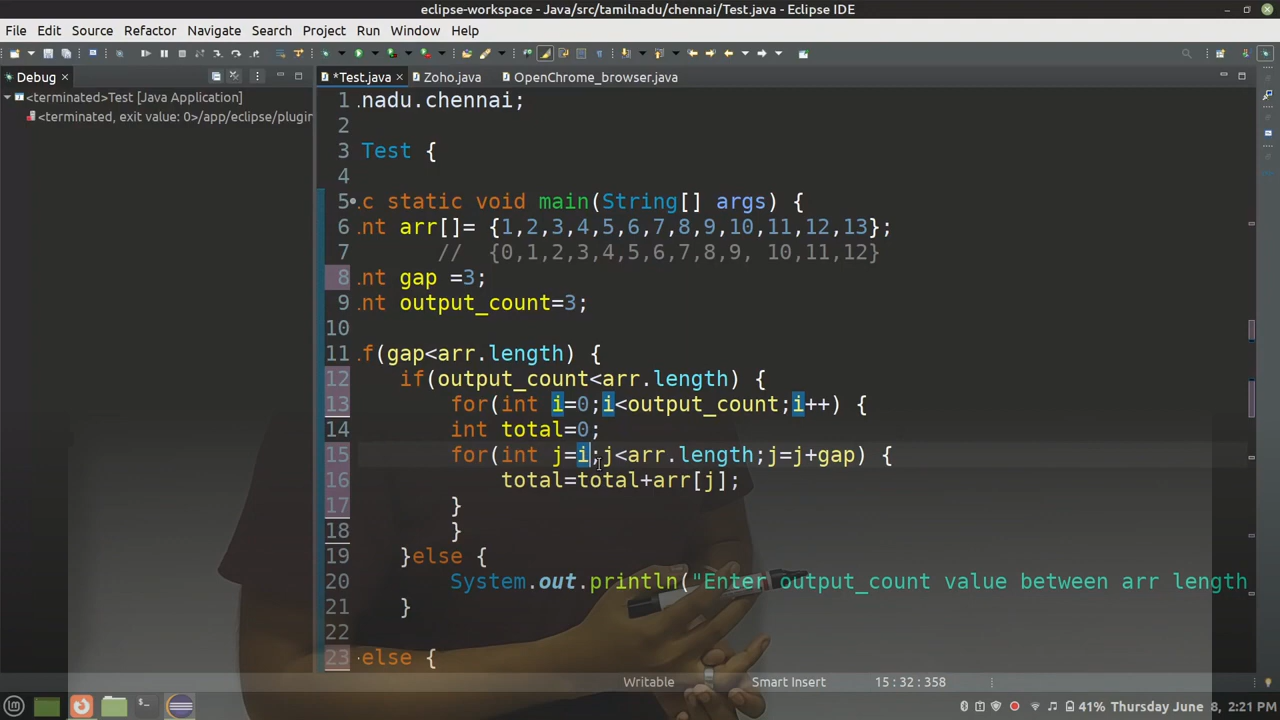 eclipse-workspace - Java/src/tamilnadu/chennai/Test.java - Eclipse IDE
File Edit Source Refactor Navigate Search Project Run Window Help
Debug
*Test.java Zoho.java OpenChrome_browser.java
<terminated>Test [Java Application]
<terminated, exit value: 0>/app/eclipse/plugin
1 .nadu.chennai;
2
3 Test {
4
5 .c static void main(String[] args) {
6 .nt arr[]= {1,2,3,4,5,6,7,8,9,10,11,12,13};
7 // {0,1,2,3,4,5,6,7,8,9, 10,11,12}
8 .nt gap =3;
9 .nt output_count=3;
10
11 .f(gap<arr.length) {
12 if(output_count<arr.length) {
13 for(int i=0;i<output_count;i++) {
14 int total=0;
15 for(int j=i;j<arr.length;j=j+gap) {
16 total=total+arr[j];
17 }
18 }
19 }else {
20 System.out.println("Enter output_count value between arr length
21 }
22
23 else {
Writable Smart Insert 15:32:358
41% Thursday June 8, 2:21 PM